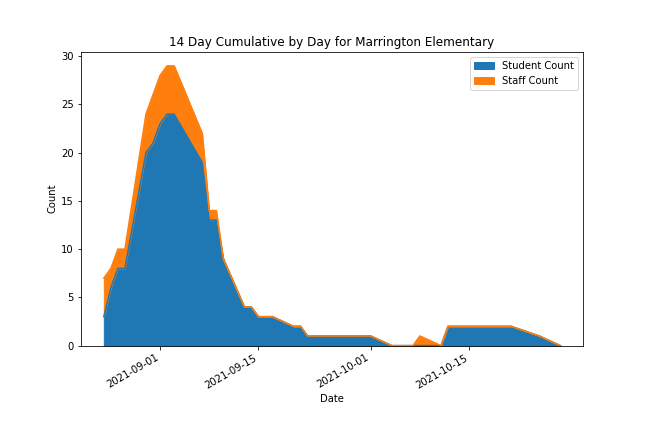 14 Day Cumulative by Day for Marrington Elementary
30
25
20
15
10
5
0
Count
Student Count
Staff Count
2021-09-01
2021-09-15
2021-10-01
2021-10-15
Date